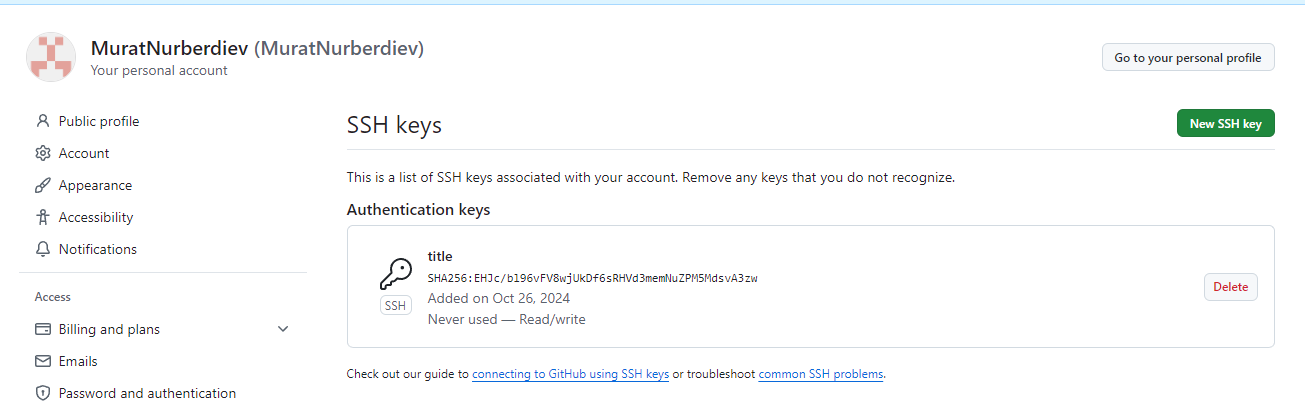 MuratNurberdiev (MuratNurberdiev)
Your personal account
Go to your personal profile
Public profile
Account
Appearance
Accessibility
Notifications
Access
Billing and plans
Emails
Password and authentication
SSH keys
New SSH key
This is a list of SSH keys associated with your account. Remove any keys that you do not recognize.
Authentication keys
title
SHA256:EHJc/bl96vFV8wjUkDf6sRHVd3memNuZPM5MdsvA3zw
SSH
Added on Oct 26, 2024
Never used — Read/write
Delete
Check out our guide to connecting to GitHub using SSH keys or troubleshoot common SSH problems.